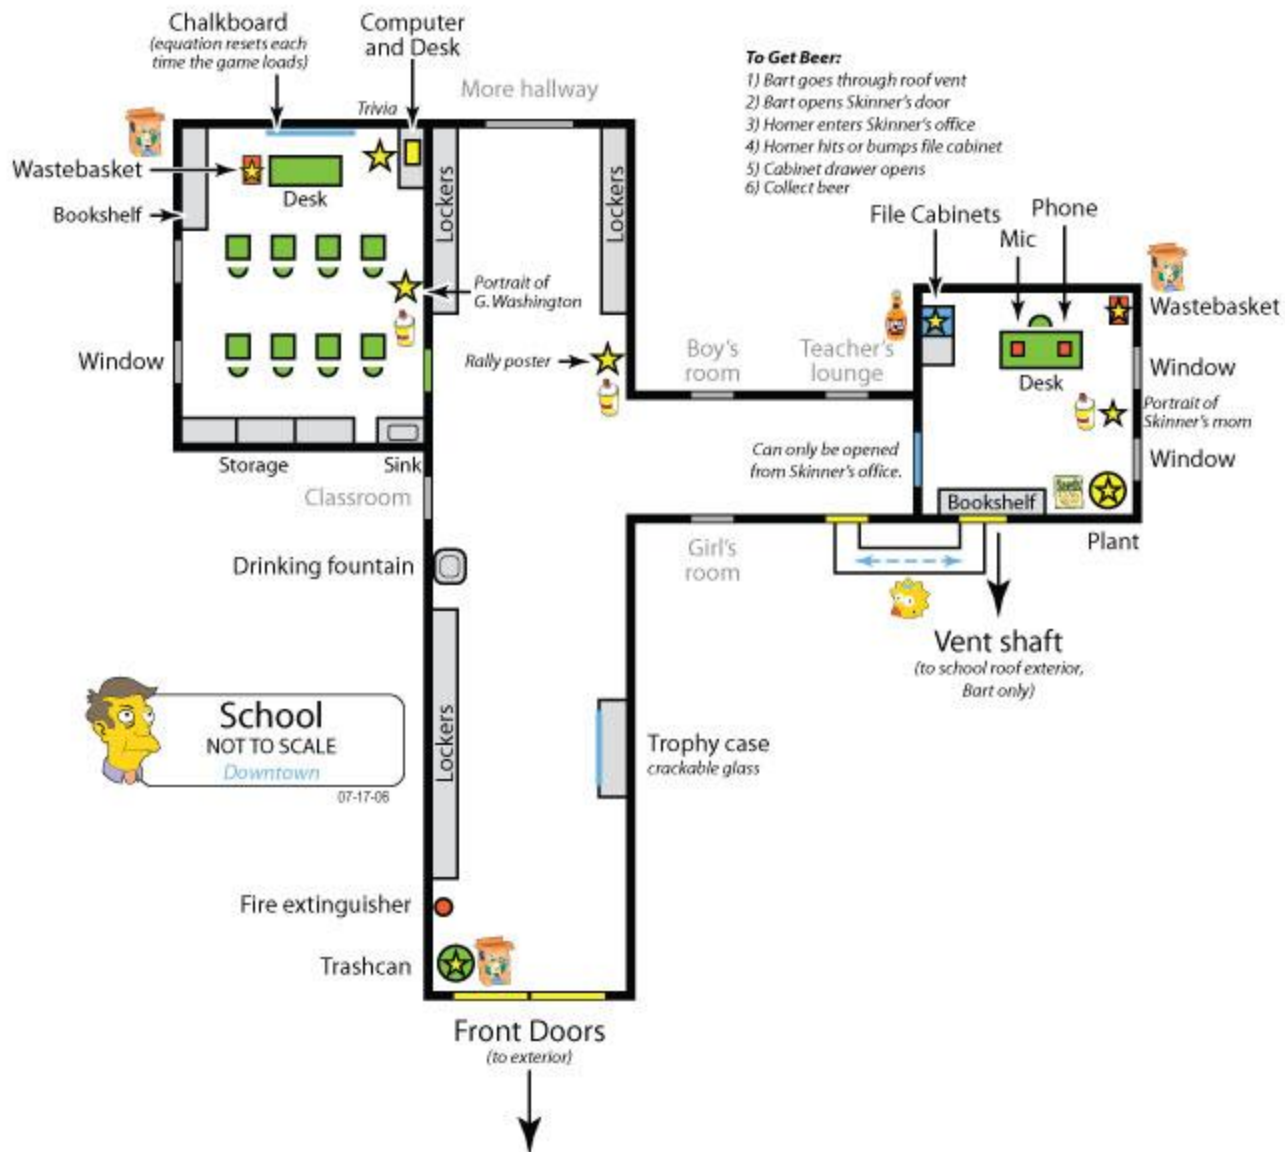 Chalkboard
(equation resets each
time the game loads)
Computer
and Desk
Trivia
More hallway
To Get Beer:
1) Bart goes through roof vent
2) Bart opens Skinner's door
3) Homer enters Skinner's office
4) Homer hits or bumps file cabinet
5) Cabinet drawer opens
6) Collect beer
Wastebasket
Bookshelf
Desk
Lockers
Lockers
File Cabinets
Phone
Mic
Portrait of
G.Washington
Wastebasket
Window
Rally poster
Boy's
room
Teacher's
lounge
Desk
Window
Portrait of
Skinner's mom
Can only be opened
from Skinner's office.
Window
Storage
Sink
Classroom
Bookshelf
Plant
Girl's
room
Drinking fountain
Vent shaft
(to school roof exterior,
Bart only)
School
NOT TO SCALE
Downtown
07-17-06
Lockers
Trophy case
crackable glass
Fire extinguisher
Trashcan
Front Doors
(to exterior)